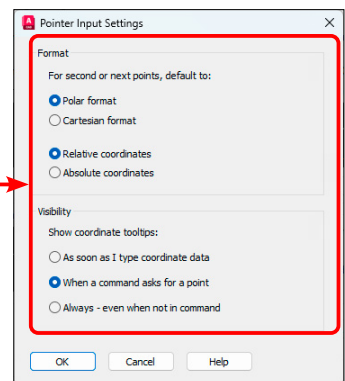 Pointer Input Settings
Format
For second or next points, default to:
Polar format
Cartesian format
Relative coordinates
Absolute coordinates
Visibility
Show coordinate tooltips:
As soon as I type coordinate data
When a command asks for a point
Always - even when not in command
OK Cancel Help